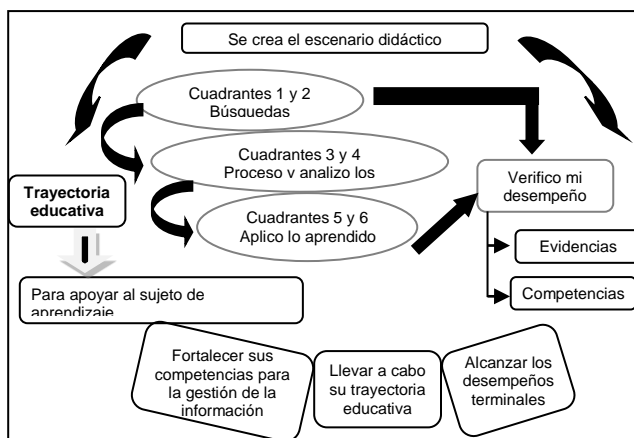 Se crea el escenario didáctico
Cuadrantes 1 y 2
Búsquedas
Cuadrantes 3 y 4
Proceso y analizo los
Cuadrantes 5 y 6
Aplico lo aprendido
Trayectoria
educativa
Verifico mi
desempeño
Evidencias
Competencias
Para apoyar al sujeto de
aprendizaje
Fortalecer sus
competencias para
la gestión de la
información
Llevar a cabo
su trayectoria
educativa
Alcanzar los
desempeños
terminales